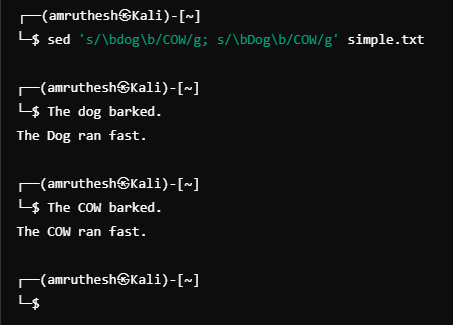 ┌──(amruthesh㉿Kali)-[~]
└─$ sed 's/\bdog\b/COW/g; s/\bDog\b/COW/g' simple.txt
┌──(amruthesh㉿Kali)-[~]
└─$ The dog barked.
The Dog ran fast.
┌──(amruthesh㉿Kali)-[~]
└─$ The COW barked.
The COW ran fast.
┌──(amruthesh㉿Kali)-[~]
└─$